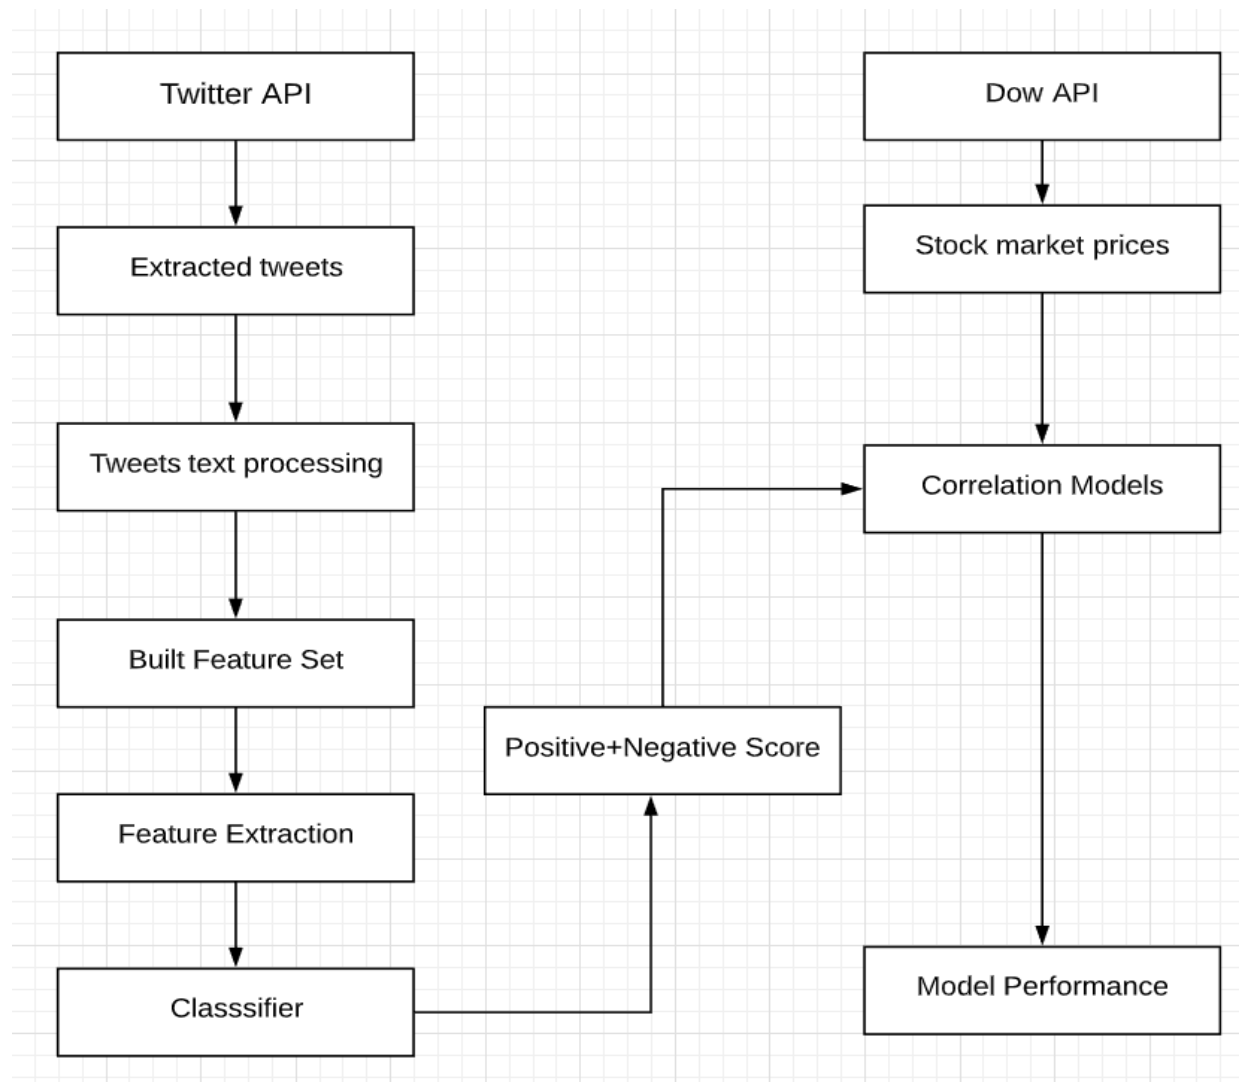 Twitter API
Extracted tweets
Tweets text processing
Built Feature Set
Feature Extraction
Classsifier
Positive+Negative Score
Dow API
Stock market prices
Correlation Models
Model Performance